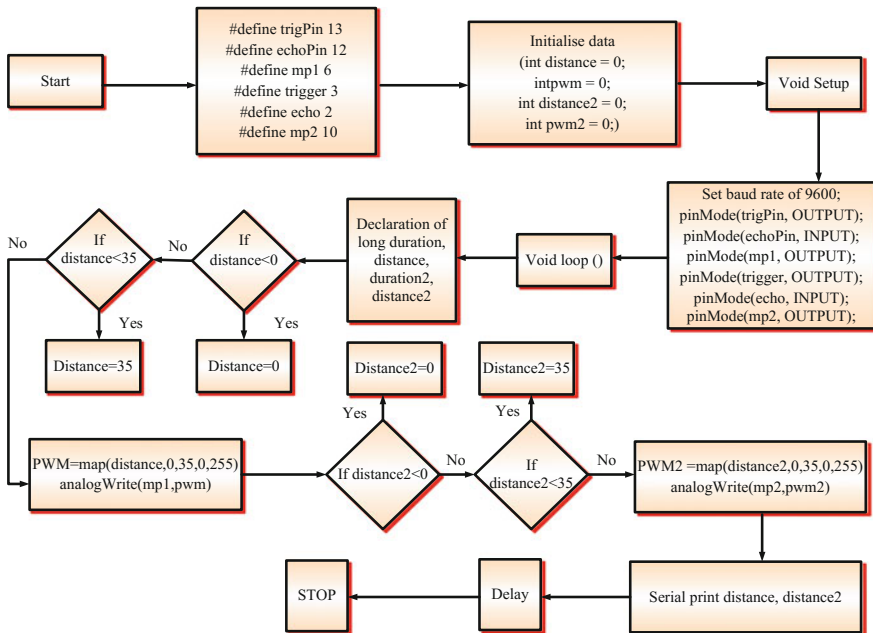 Start
#define trigPin 13
#define echoPin 12
#define mp1 6
#define trigger 3
#define echo 2
#define mp2 10
Initialise data
(int distance = 0;
intpwm = 0;
int distance2 = 0;
int pwm2 = 0;)
Void Setup
Set baud rate of 9600;
pinMode(trigPin, OUTPUT);
pinMode(echoPin, INPUT);
pinMode(mp1, OUTPUT);
pinMode(trigger, OUTPUT);
pinMode(echo, INPUT);
pinMode(mp2, OUTPUT);
Void loop ()
Declaration of
long duration,
distance,
duration2,
distance2
If
distance<0
Yes
Distance=0
No
If
distance<35
Yes
Distance=35
No
PWM=map(distance,0,35,0,255)
analogWrite(mp1,pwm)
If distance2<0
Yes
Distance2=0
No
If
distance2<35
Yes
Distance2=35
No
PWM2 =map(distance2,0,35,0,255)
analogWrite(mp2,pwm2)
Serial print distance, distance2
Delay
STOP